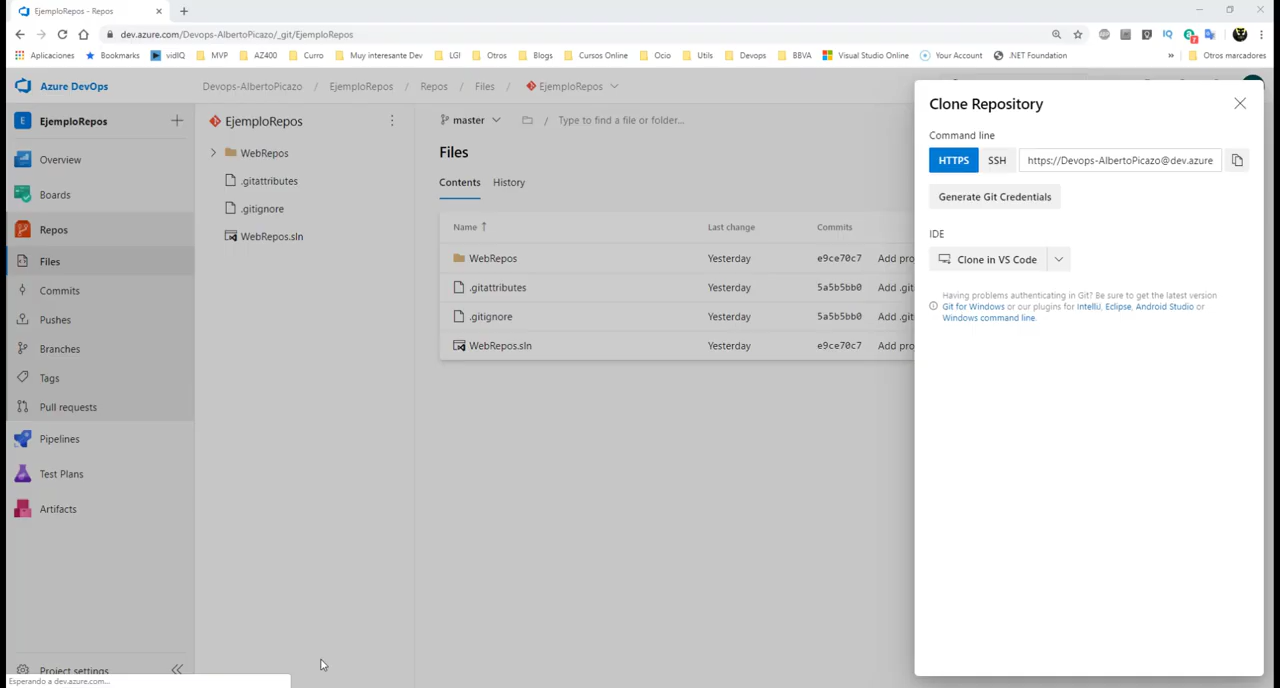 EjemploRepos - Repos
dev.azure.com/Devops-AlbertoPicazo/_git/EjemploRepos
Aplicaciones Bookmarks vidIQ MVP AZ400 Curro Muy interesante Dev LGI Otros Blogs Cursos Online Ocio Utils Devops BBVA Visual Studio Online Your Account .NET Foundation » Otros marcadores
Azure DevOps
Devops-AlbertoPicazo / EjemploRepos / Repos / Files / EjemploRepos
E EjemploRepos
Overview
Boards
Repos
Files
Commits
Pushes
Branches
Tags
Pull requests
Pipelines
Test Plans
Artifacts
Project settings
Esperando a dev.azure.com...
EjemploRepos
WebRepos
.gitattributes
.gitignore
WebRepos.sln
master / Type to find a file or folder...
Files
Contents History
Name Last change Commits
WebRepos Yesterday e9ce70c7 Add pro
.gitattributes Yesterday 5a5b5bb0 Add .gi
.gitignore Yesterday 5a5b5bb0 Add .gi
WebRepos.sln Yesterday e9ce70c7 Add pro
Clone Repository
Command line
HTTPS SSH https://Devops-AlbertoPicazo@dev.azure
Generate Git Credentials
IDE
Clone in VS Code
Having problems authenticating in Git? Be sure to get the latest version
Git for Windows or our plugins for IntelliJ, Eclipse, Android Studio or
Windows command line.